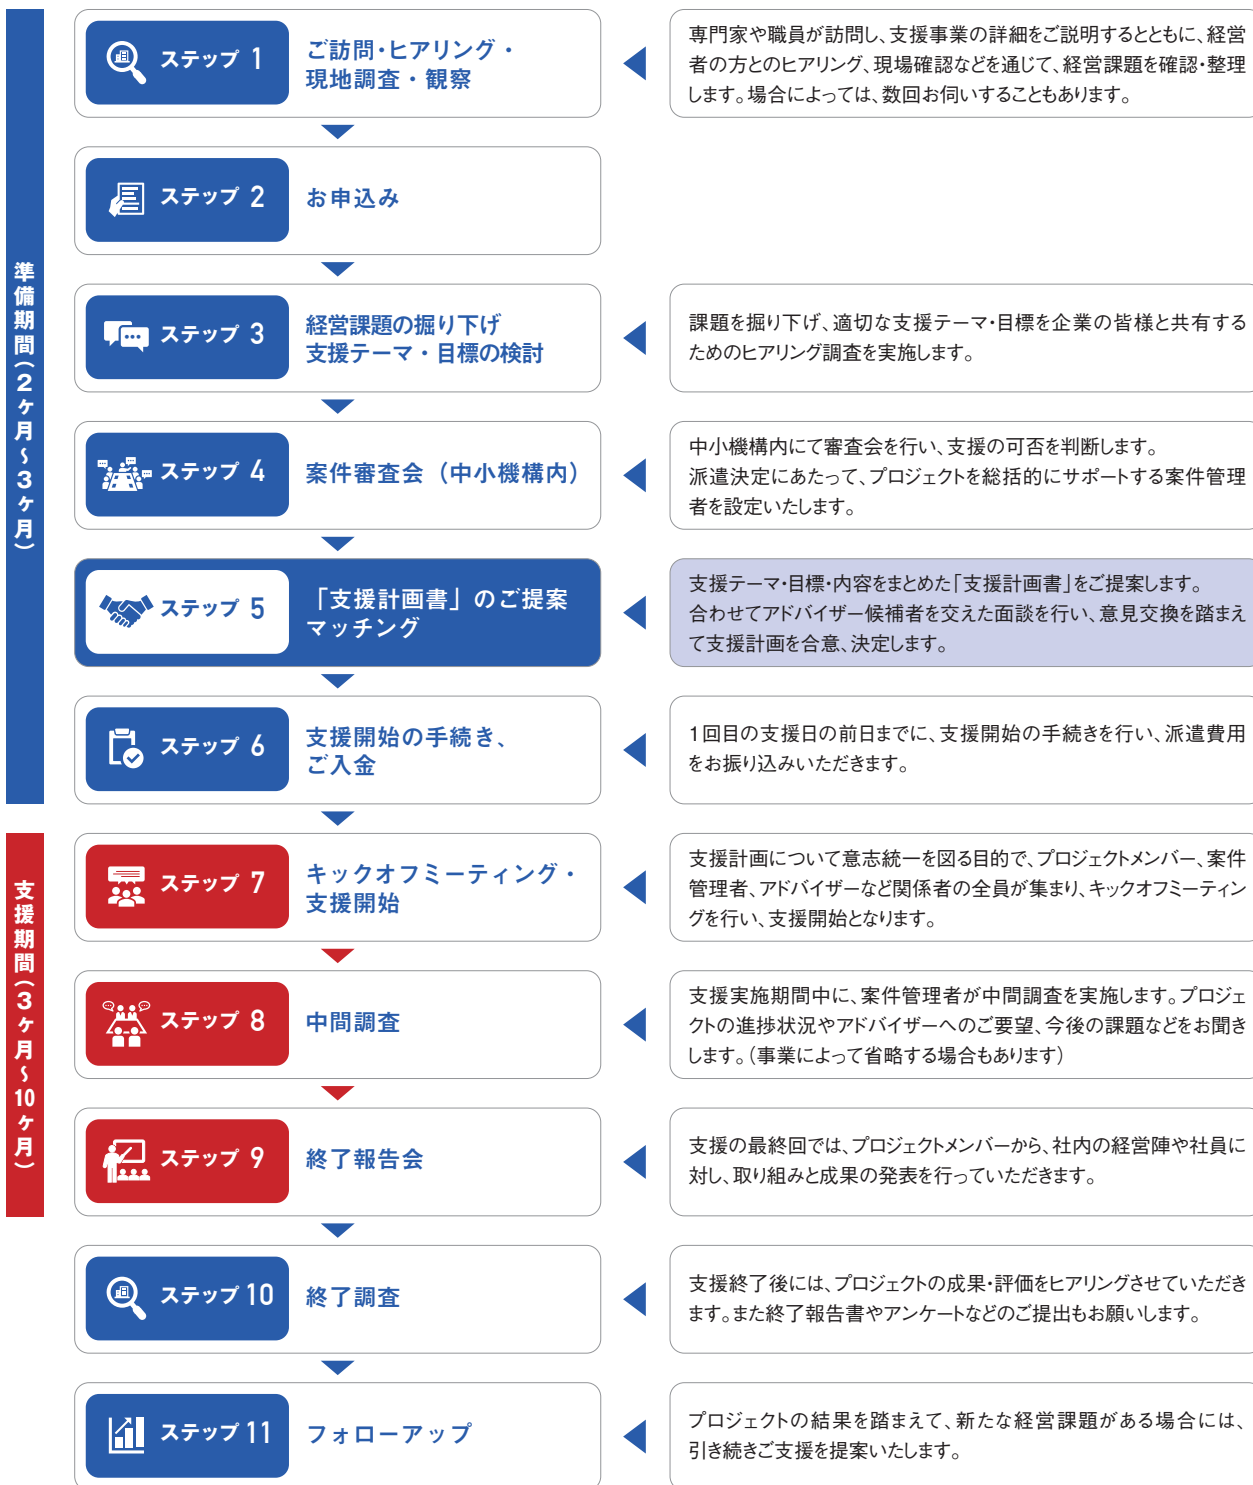 準備期間（2ヶ月〜3ヶ月）
ステップ 1
ご訪問・ヒアリング・
現地調査・観察
専門家や職員が訪問し、支援事業の詳細をご説明するとともに、経営
者の方とのヒアリング、現場確認などを通じて、経営課題を確認・整理
します。場合によっては、数回お伺いすることもあります。
ステップ 2
お申込み
ステップ 3
経営課題の掘り下げ
支援テーマ・目標の検討
課題を掘り下げ、適切な支援テーマ・目標を企業の皆様と共有する
ためのヒアリング調査を実施します。
ステップ 4
案件審査会（中小機構内）
中小機構内にて審査会を行い、支援の可否を判断します。
派遣決定にあたって、プロジェクトを総括的にサポートする案件管理
者を設定いたします。
ステップ 5
「支援計画書」のご提案
マッチング
支援テーマ・目標・内容をまとめた「支援計画書」をご提案します。
合わせてアドバイザー候補者を交えた面談を行い、意見交換を踏まえ
て支援計画を合意、決定します。
ステップ 6
支援開始の手続き、
ご入金
1回目の支援日の前日までに、支援開始の手続きを行い、派遣費用
をお振り込みいただきます。
支援期間（3ヶ月〜10ヶ月）
ステップ 7
キックオフミーティング・
支援開始
支援計画について意志統一を図る目的で、プロジェクトメンバー、案件
管理者、アドバイザーなど関係者の全員が集まり、キックオフミーティン
グを行い、支援開始となります。
ステップ 8
中間調査
支援実施期間中に、案件管理者が中間調査を実施します。プロジェ
クトの進捗状況やアドバイザーへのご要望、今後の課題などをお聞き
します。（事業によって省略する場合もあります）
ステップ 9
終了報告会
支援の最終回では、プロジェクトメンバーから、社内の経営陣や社員に
対し、取り組みと成果の発表を行っていただきます。
ステップ 10
終了調査
支援終了後には、プロジェクトの成果・評価をヒアリングさせていただき
ます。また終了報告書やアンケートなどのご提出もお願いします。
ステップ 11
フォローアップ
プロジェクトの結果を踏まえて、新たな経営課題がある場合には、
引き続きご支援を提案いたします。